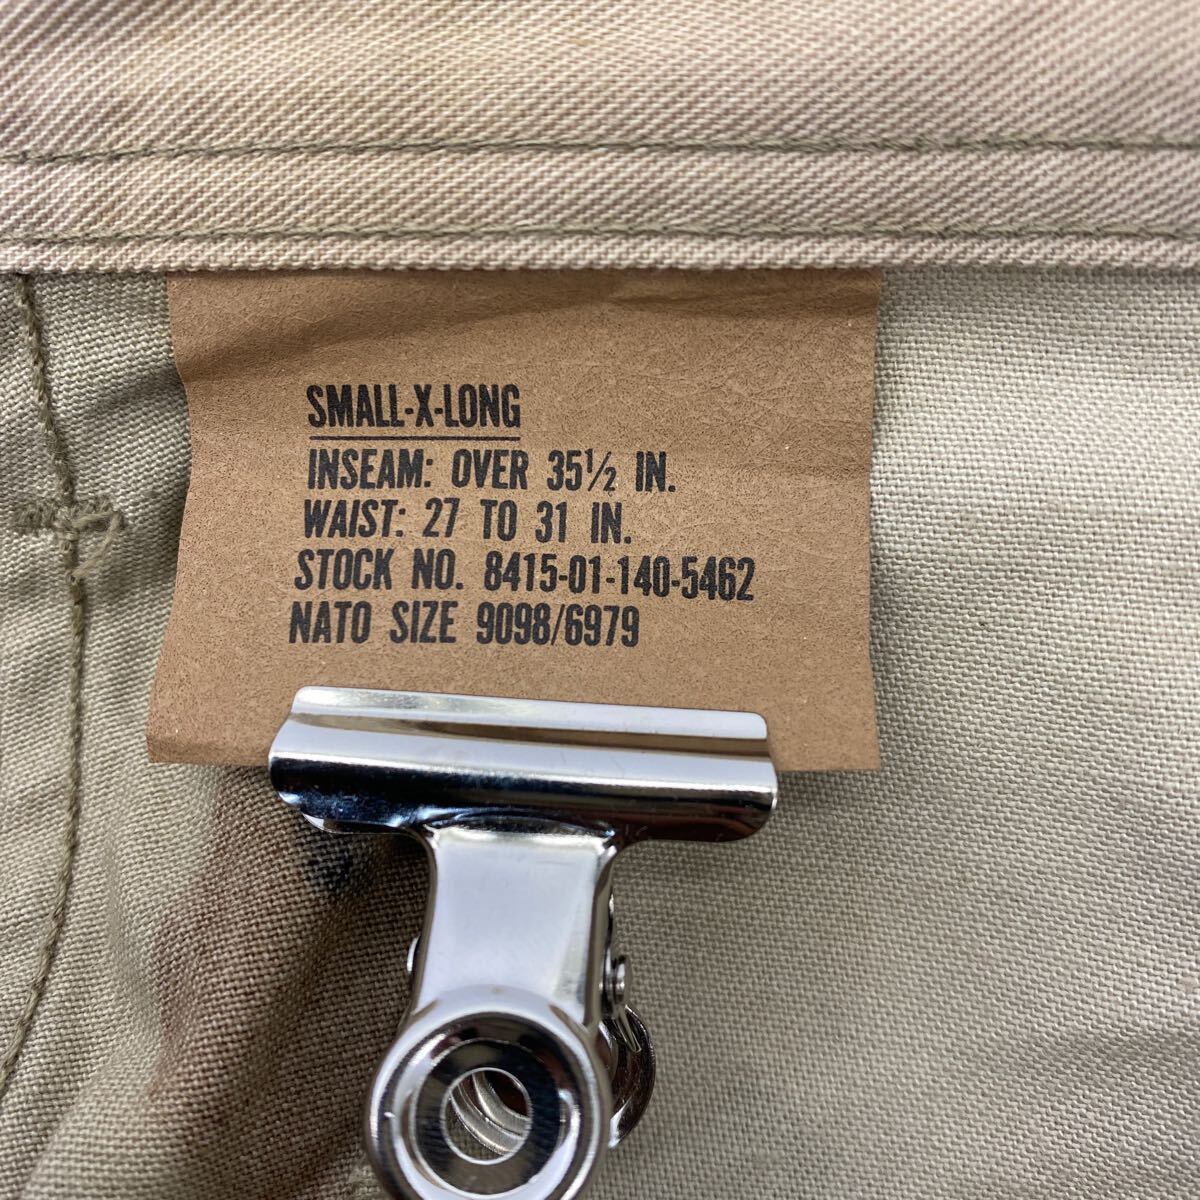 SMALL-X-LONG
INSEAM: OVER 35½ IN.
WAIST: 27 TO 31 IN.
STOCK NO. 8415-01-140-5462
NATO SIZE 9098/6979